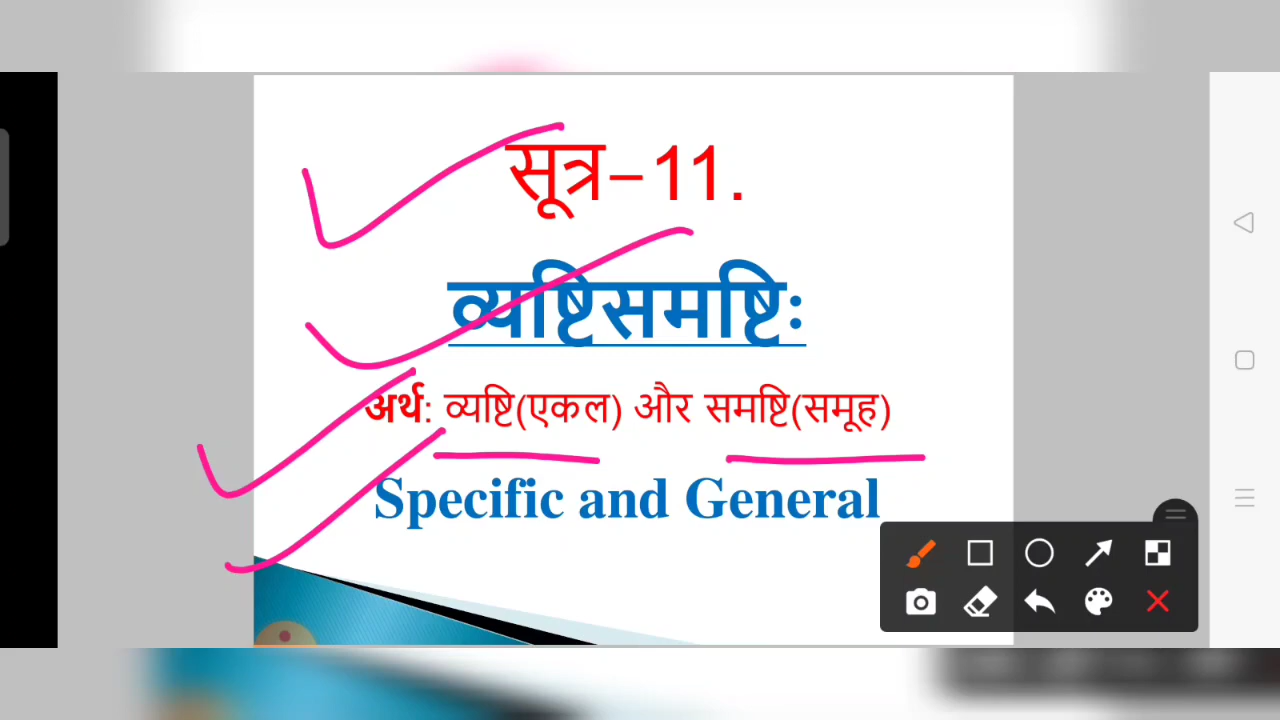 सूत्र–11.
व्यष्टिसमष्टिः
अर्थ: व्यष्टि(एकल) और समष्टि(समूह)
Specific and General